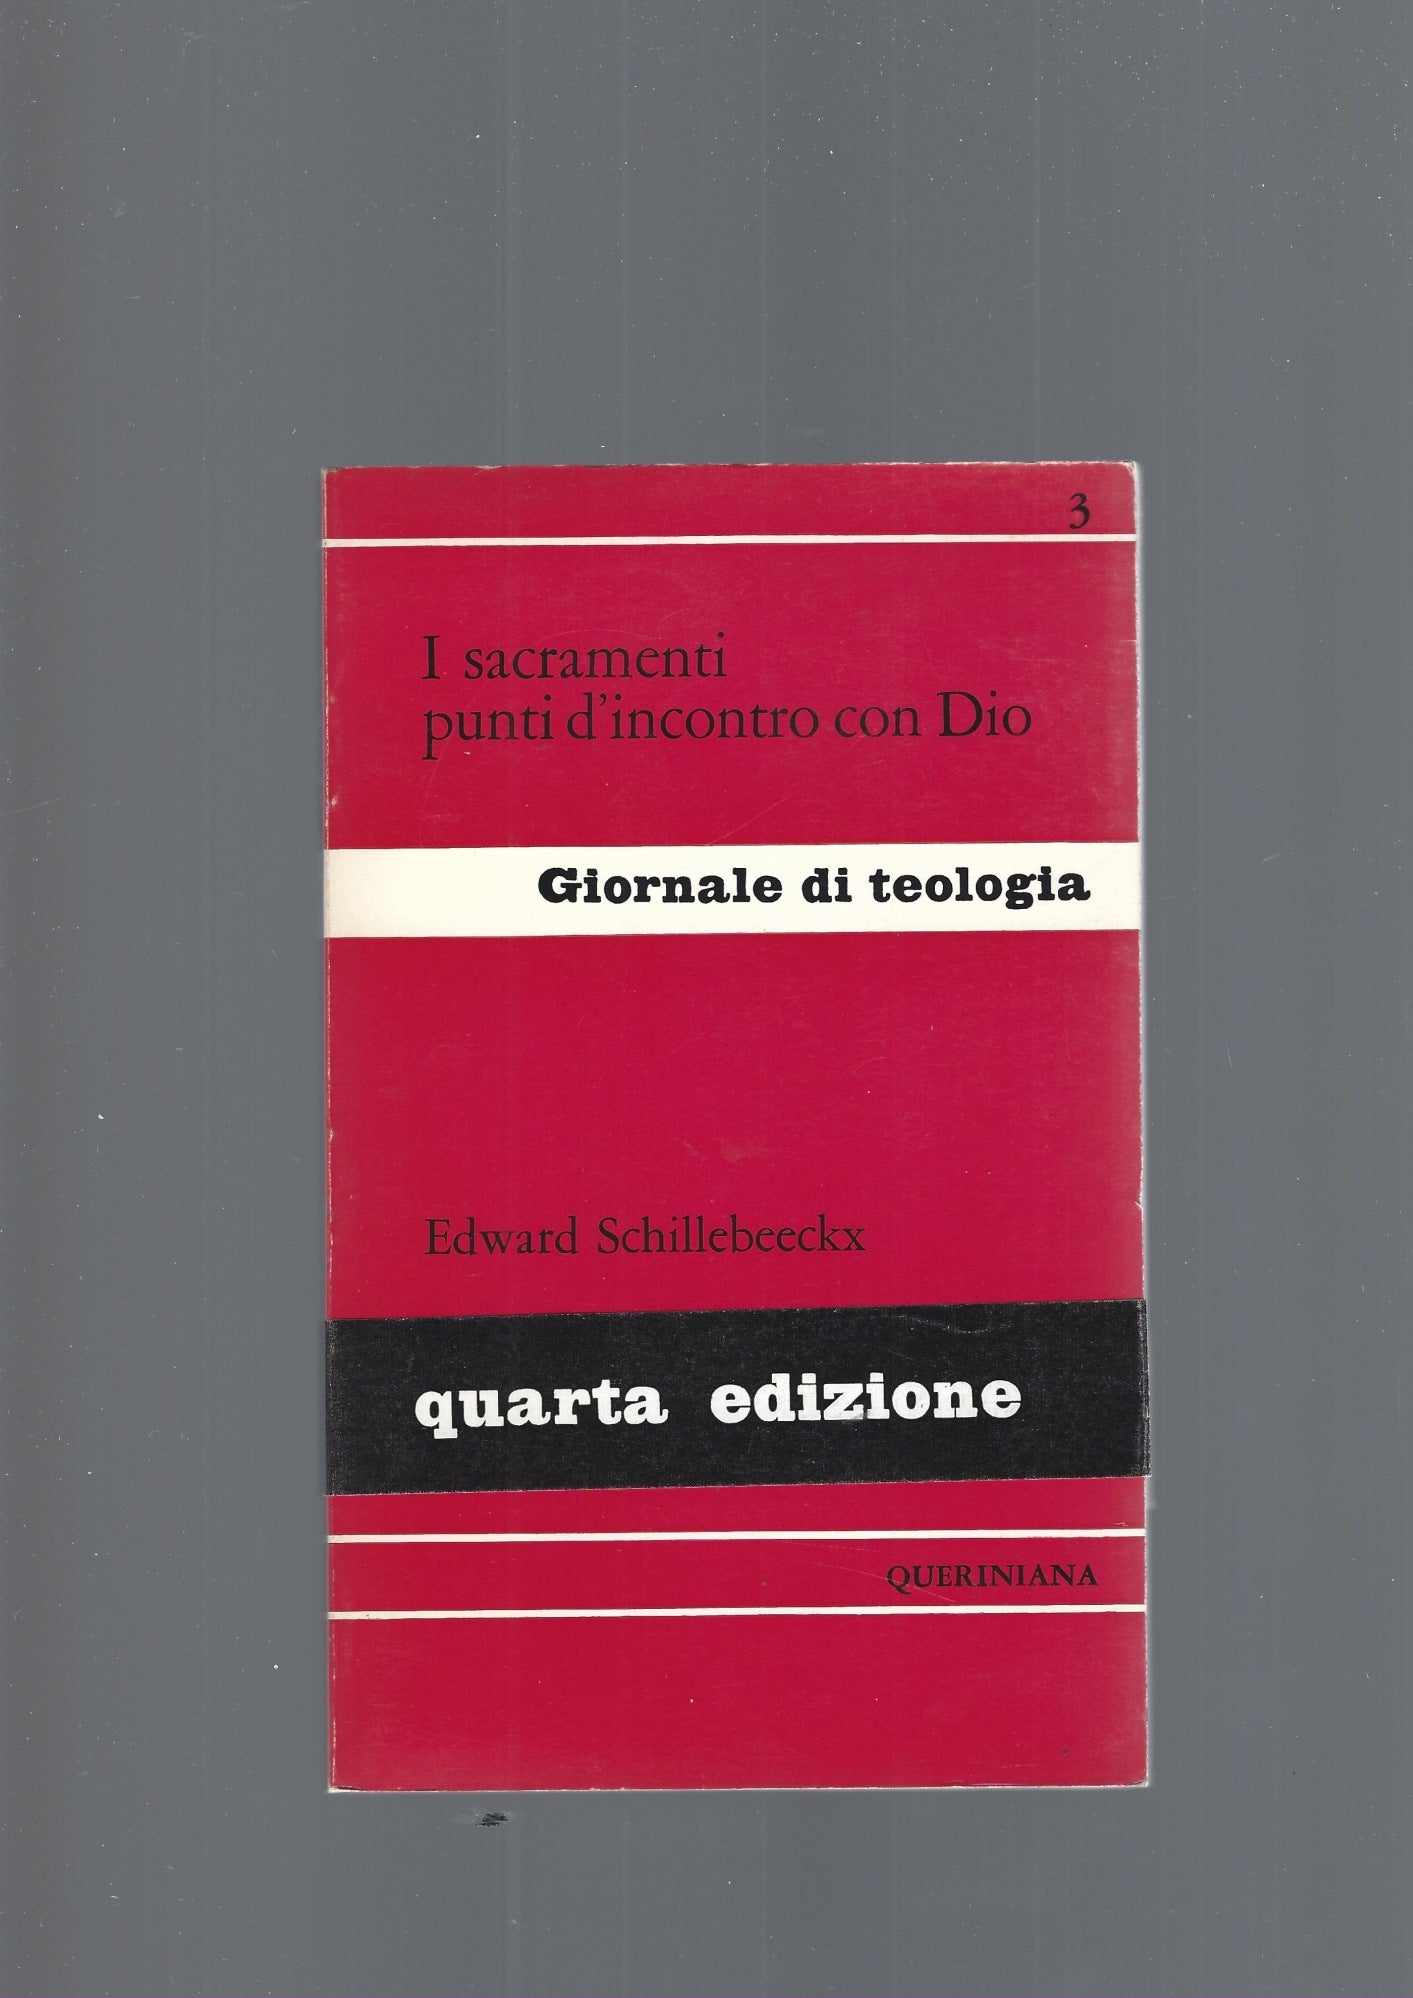 3
I sacramenti
punti d'incontro con Dio
Giornale di teologia
Edward Schillebeeckx
quarta edizione
QUERINIANA